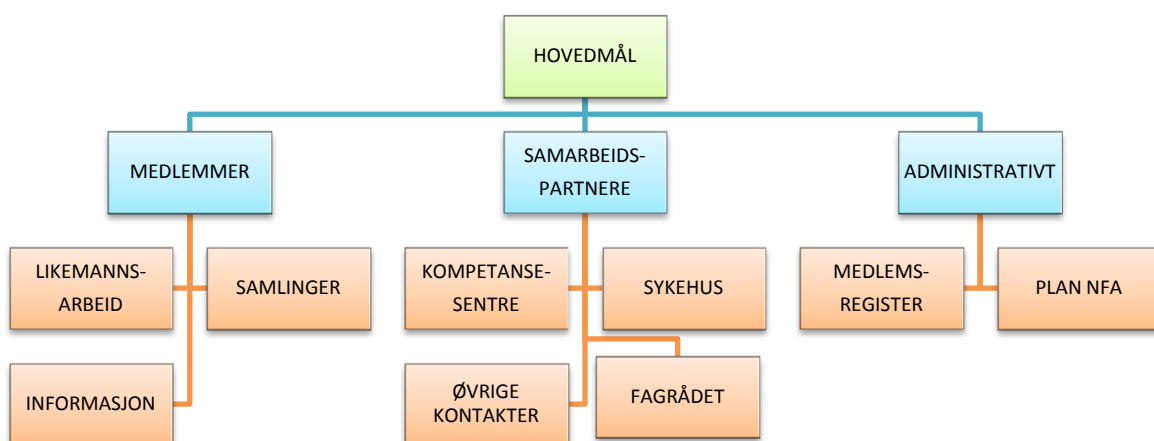 HOVEDMÅL
MEDLEMMER
SAMARBEIDS-
PARTNERE
ADMINISTRATIVT
LIKEMANNS-
ARBEID
SAMLINGER
KOMPETANSE-
SENTRE
SYKEHUS
MEDLEMS-
REGISTER
PLAN NFA
INFORMASJON
ØVRIGE
KONTAKTER
FAGRÅDET